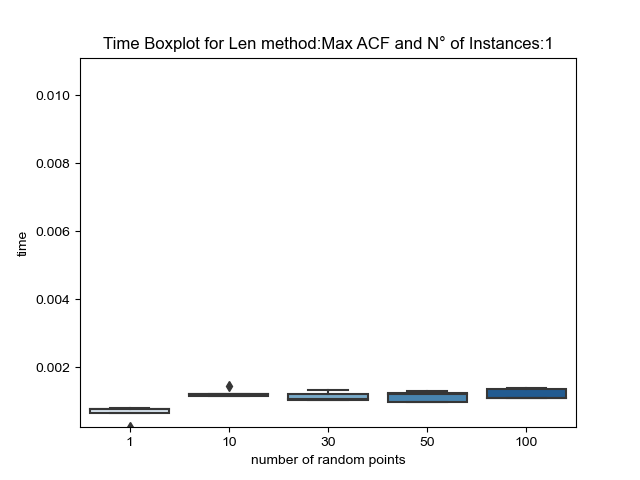 Time Boxplot for Len method:Max ACF and N° of Instances:1
0.010
0.008
0.006
0.004
0.002
time
1 10 30 50 100
number of random points